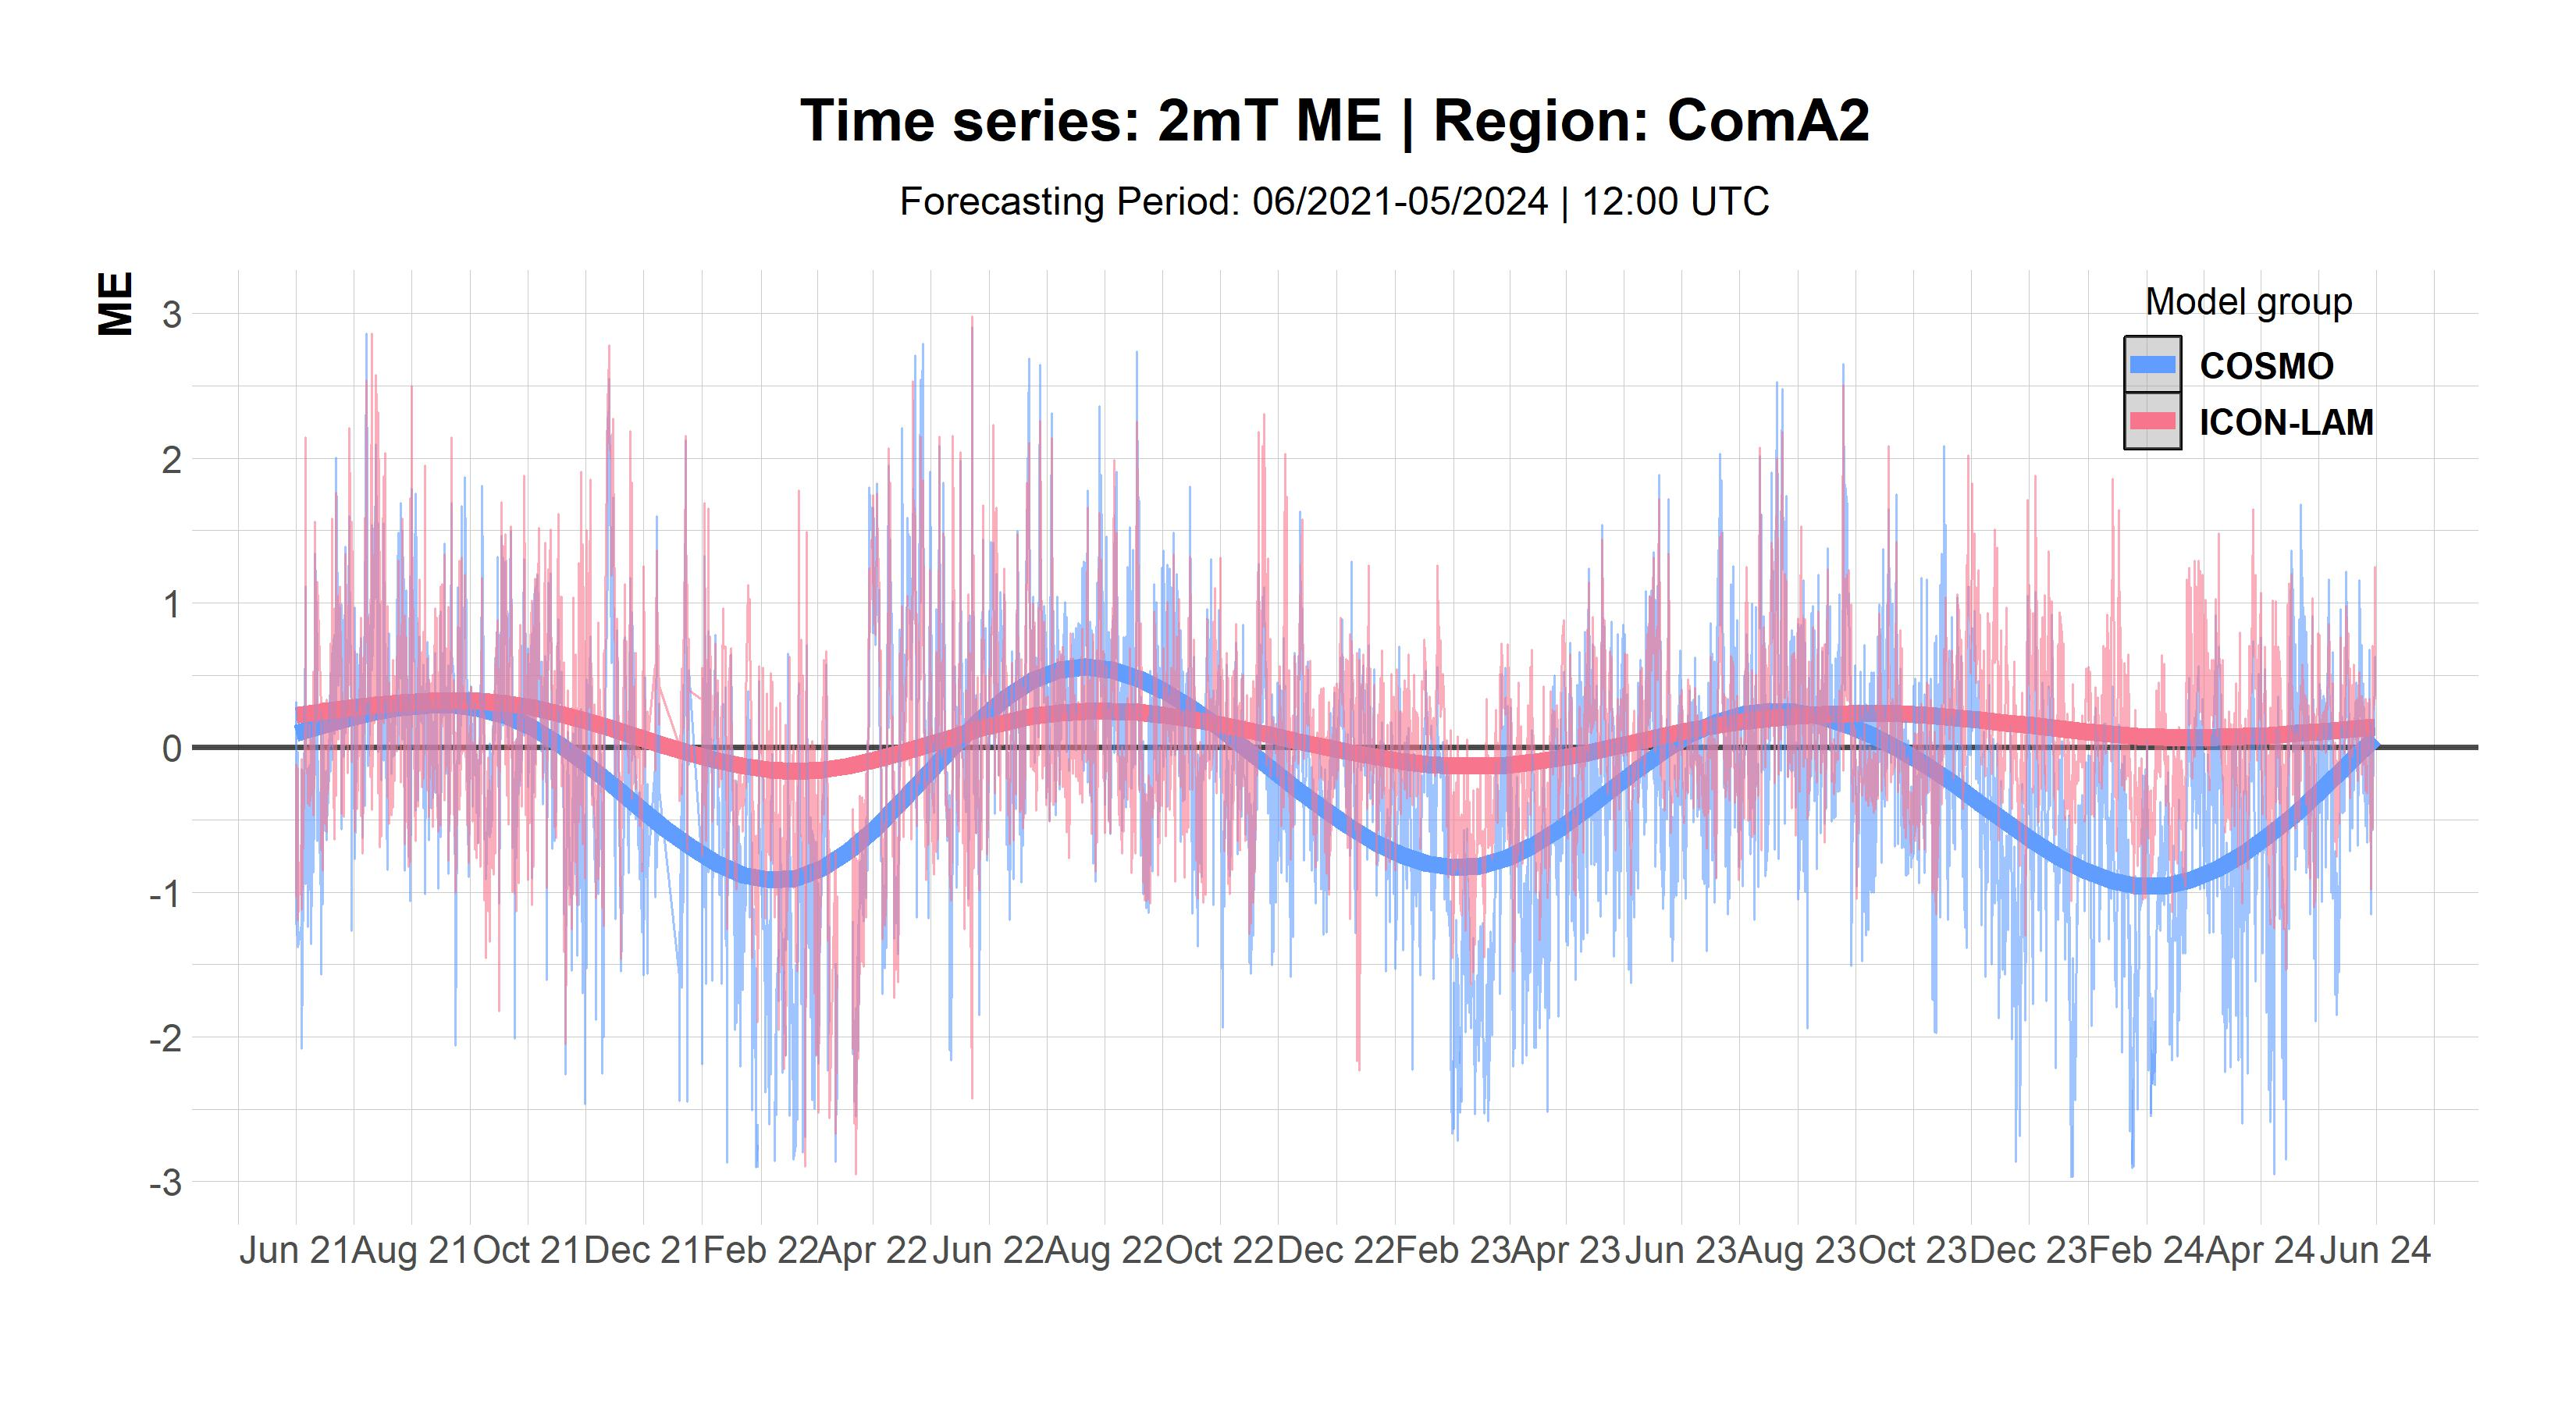 Time series: 2mT ME | Region: ComA2
Forecasting Period: 06/2021-05/2024 | 12:00 UTC
ME
Model group
COSMO
ICON-LAM
3
2
1
0
-1
-2
-3
Jun 21 Aug 21 Oct 21 Dec 21 Feb 22 Apr 22 Jun 22 Aug 22 Oct 22 Dec 22 Feb 23 Apr 23 Jun 23 Aug 23 Oct 23 Dec 23 Feb 24 Apr 24 Jun 24